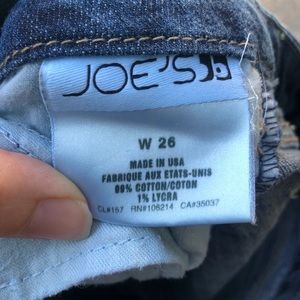 JOE'S
W 26
MADE IN USA
FABRIQUE AUX ETATS-UNIS
99% COTTON/COTON
1% LYCRA
CL#157 RN#106214 CA#35037